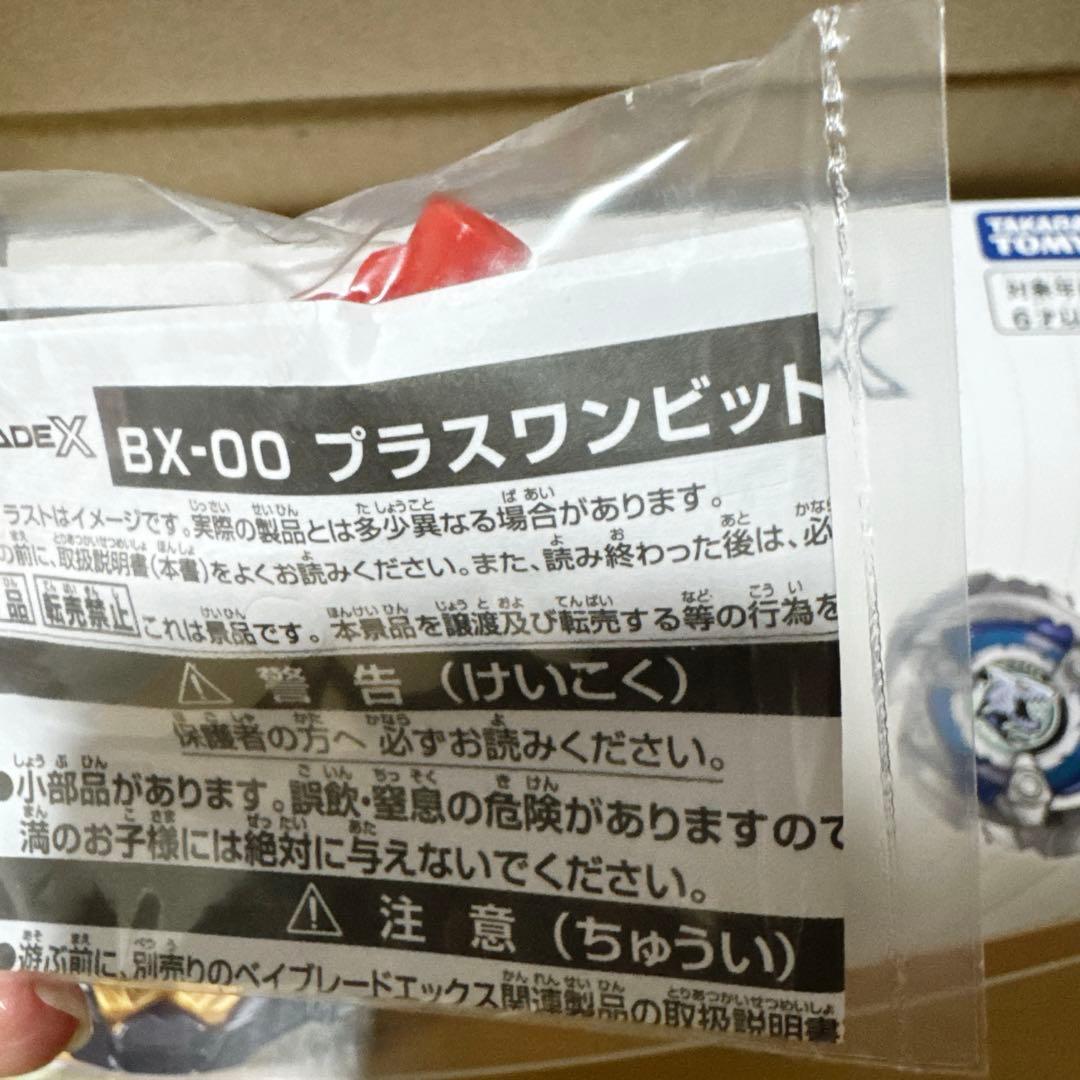 TAKARA
TOMY
対象年
6才以
X
ADEX
BX-00 プラスワンビット
ラストはイメージです。実際の製品とは多少異なる場合があります。
の前に、取扱説明書(本書)をよくお読みください。また、読み終わった後は、必
品 転売禁止 これは景品です。本景品を譲渡及び転売する等の行為を
⚠ 警告 (けいこく)
保護者の方へ 必ずお読みください。
●小部品があります。誤飲・窒息の危険がありますので
満のお子様には絶対に与えないでください。
⚠ 注意 (ちゅうい)
●遊ぶ前に、別売りのベイブレードエックス関連製品の取扱説明書